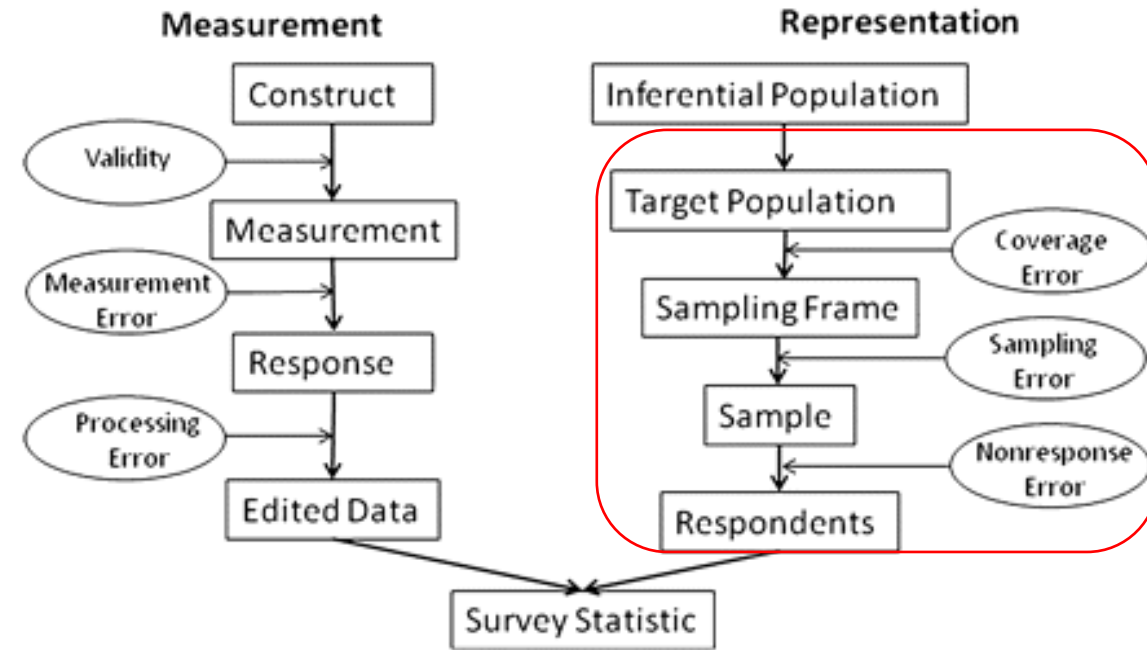 Measurement
Representation
Construct
Inferential Population
Validity
Target Population
Measurement
Coverage
Error
Measurement
Error
Sampling Frame
Response
Sampling
Error
Sample
Processing
Error
Nonresponse
Error
Edited Data
Respondents
Survey Statistic